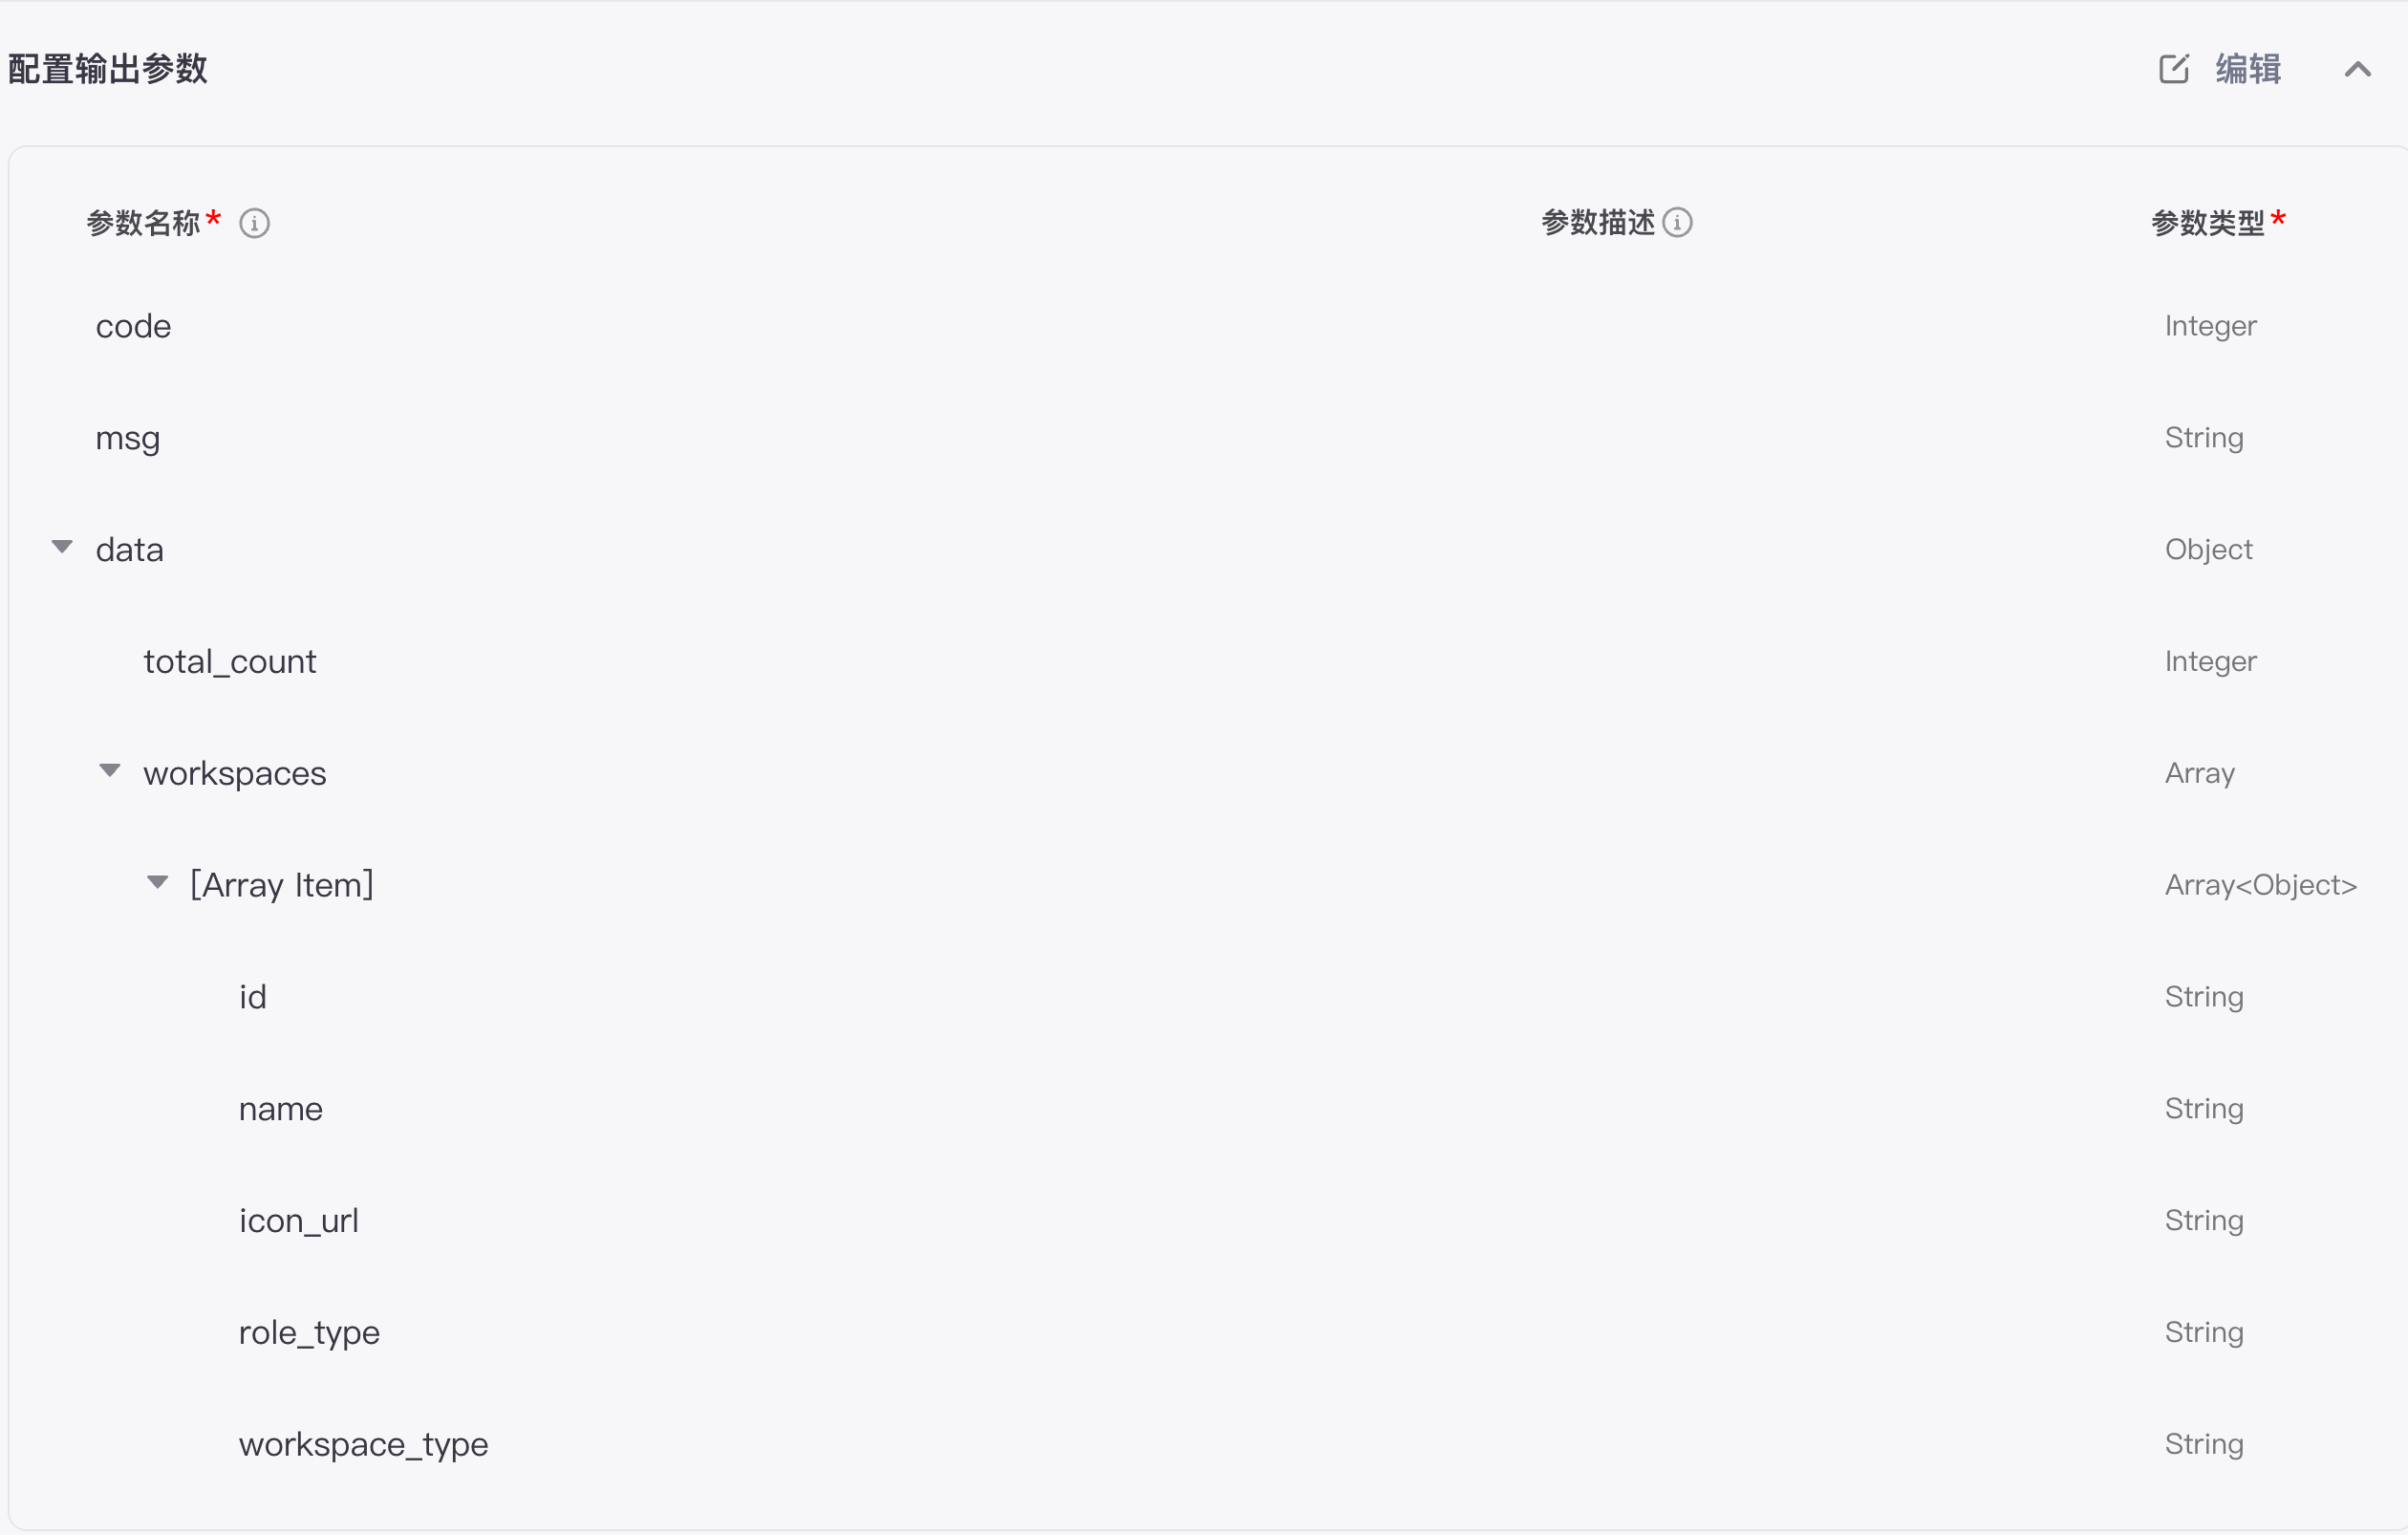 配置输出参数 编辑
参数名称* 参数描述 参数类型*
code Integer
msg String
data Object
total_count Integer
workspaces Array
[Array Item] Array<Object>
id String
name String
icon_url String
role_type String
workspace_type String